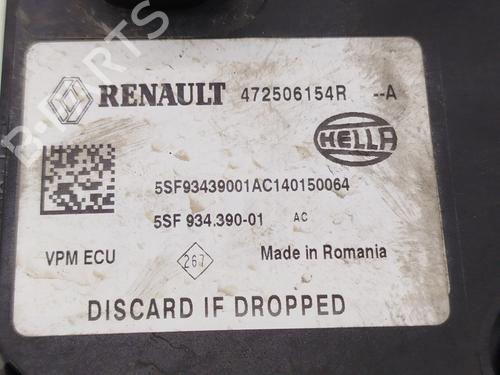 RENAULT 472506154R --A
HELLA
5SF93439001AC140150064
5SF 934.390-01 AC
VPM ECU 267 Made in Romania
DISCARD IF DROPPED
B-PARTS